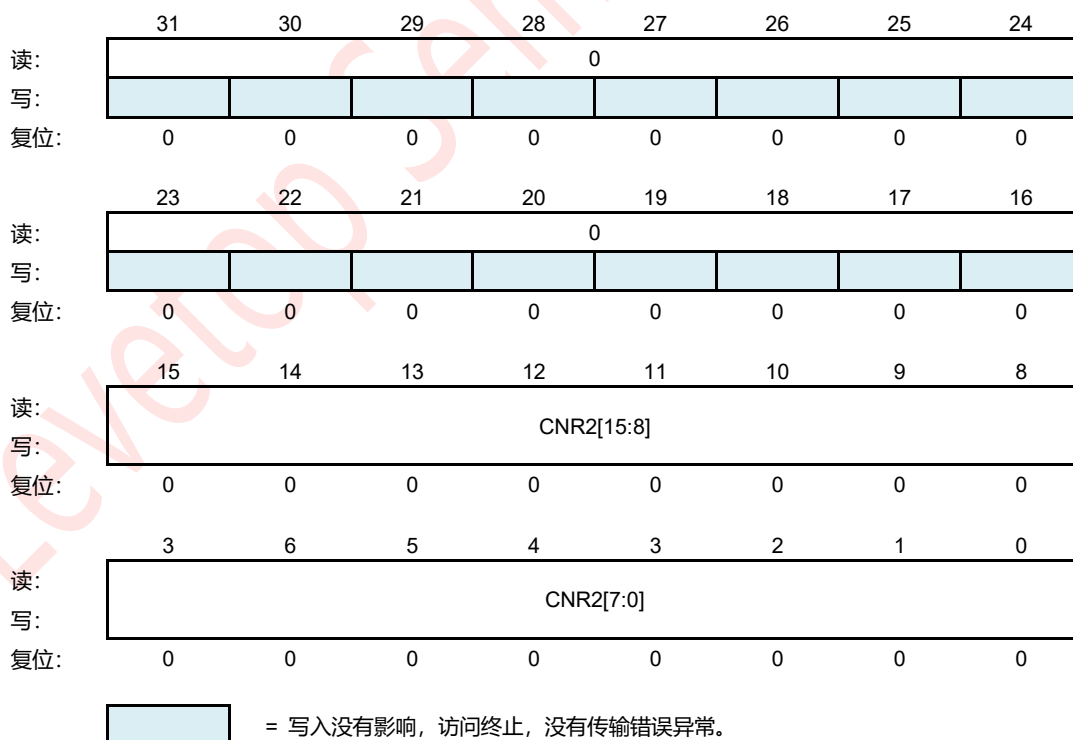 31 30 29 28 27 26 25 24
读: 0
写:
复位: 0 0 0 0 0 0 0 0
23 22 21 20 19 18 17 16
读: 0
写:
复位: 0 0 0 0 0 0 0 0
15 14 13 12 11 10 9 8
读:
CNR2[15:8]
写:
复位: 0 0 0 0 0 0 0 0
3 6 5 4 3 2 1 0
读:
CNR2[7:0]
写:
复位: 0 0 0 0 0 0 0 0
= 写入没有影响，访问终止，没有传输错误异常。
Levetop Sem